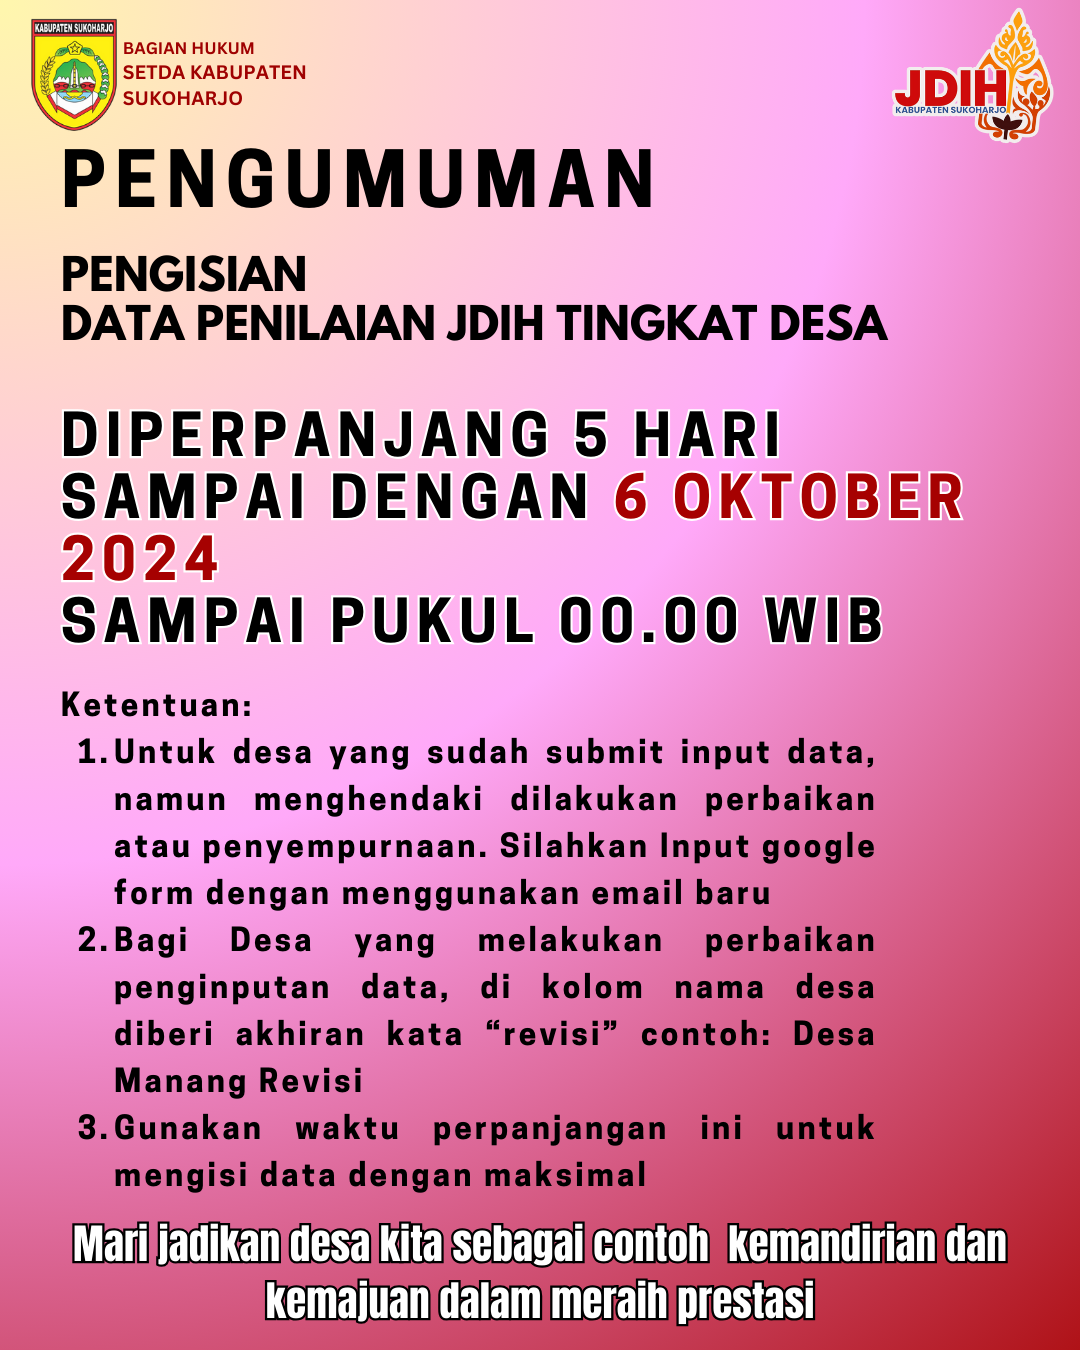 KABUPATEN SUKOHARJO
BAGIAN HUKUM
SETDA KABUPATEN
SUKOHARJO
JDIH
KABUPATEN SUKOHARJO
PENGUMUMAN
PENGISIAN
DATA PENILAIAN JDIH TINGKAT DESA
DIPERPANJANG 5 HARI
SAMPAI DENGAN 6 OKTOBER
2024
SAMPAI PUKUL 00.00 WIB
Ketentuan:
1. Untuk desa yang sudah submit input data,
namun menghendaki dilakukan perbaikan
atau penyempurnaan. Silahkan Input google
form dengan menggunakan email baru
2. Bagi Desa yang melakukan perbaikan
penginputan data, di kolom nama desa
diberi akhiran kata “revisi” contoh: Desa
Manang Revisi
3. Gunakan waktu perpanjangan ini untuk
mengisi data dengan maksimal
Mari jadikan desa kita sebagai contoh kemandirian dan
kemajuan dalam meraih prestasi